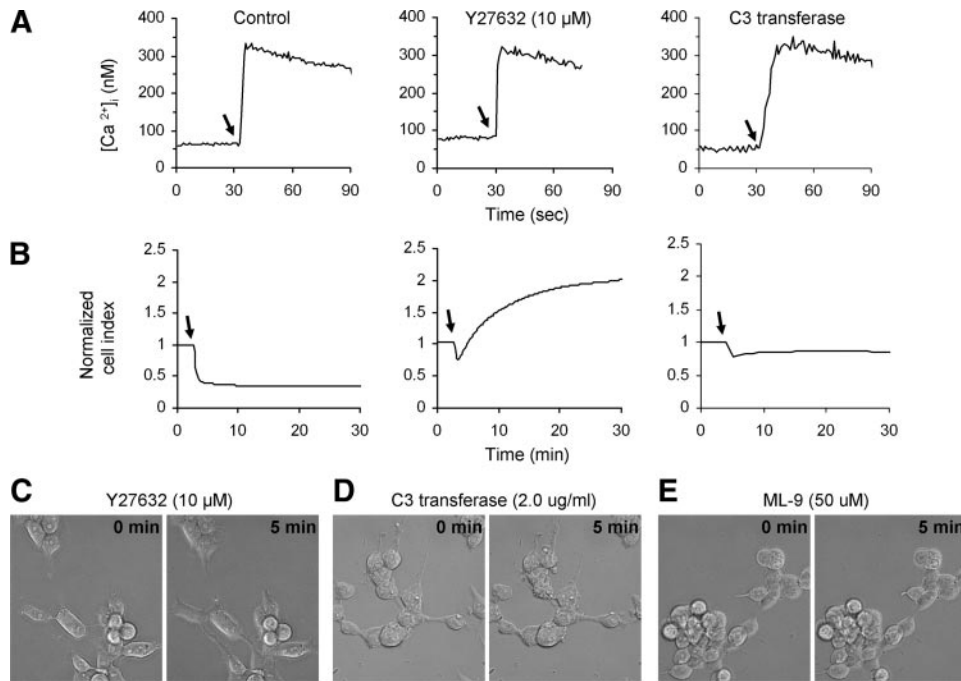 A
Control
Y27632 (10 µM)
C3 transferase
[Ca 2+]i (nM)
400
300
200
100
0
0 30 60 90
400
300
200
100
0
0 30 60 90
400
300
200
100
0
0 30 60 90
Time (sec)
B
Normalized
cell index
2.5
2
1.5
1
0.5
0
0 10 20 30
2.5
2
1.5
1
0.5
0
0 10 20 30
2.5
2
1.5
1
0.5
0
0 10 20 30
Time (min)
C
Y27632 (10 µM)
0 min
5 min
D
C3 transferase (2.0 ug/ml)
0 min
5 min
E
ML-9 (50 uM)
0 min
5 min